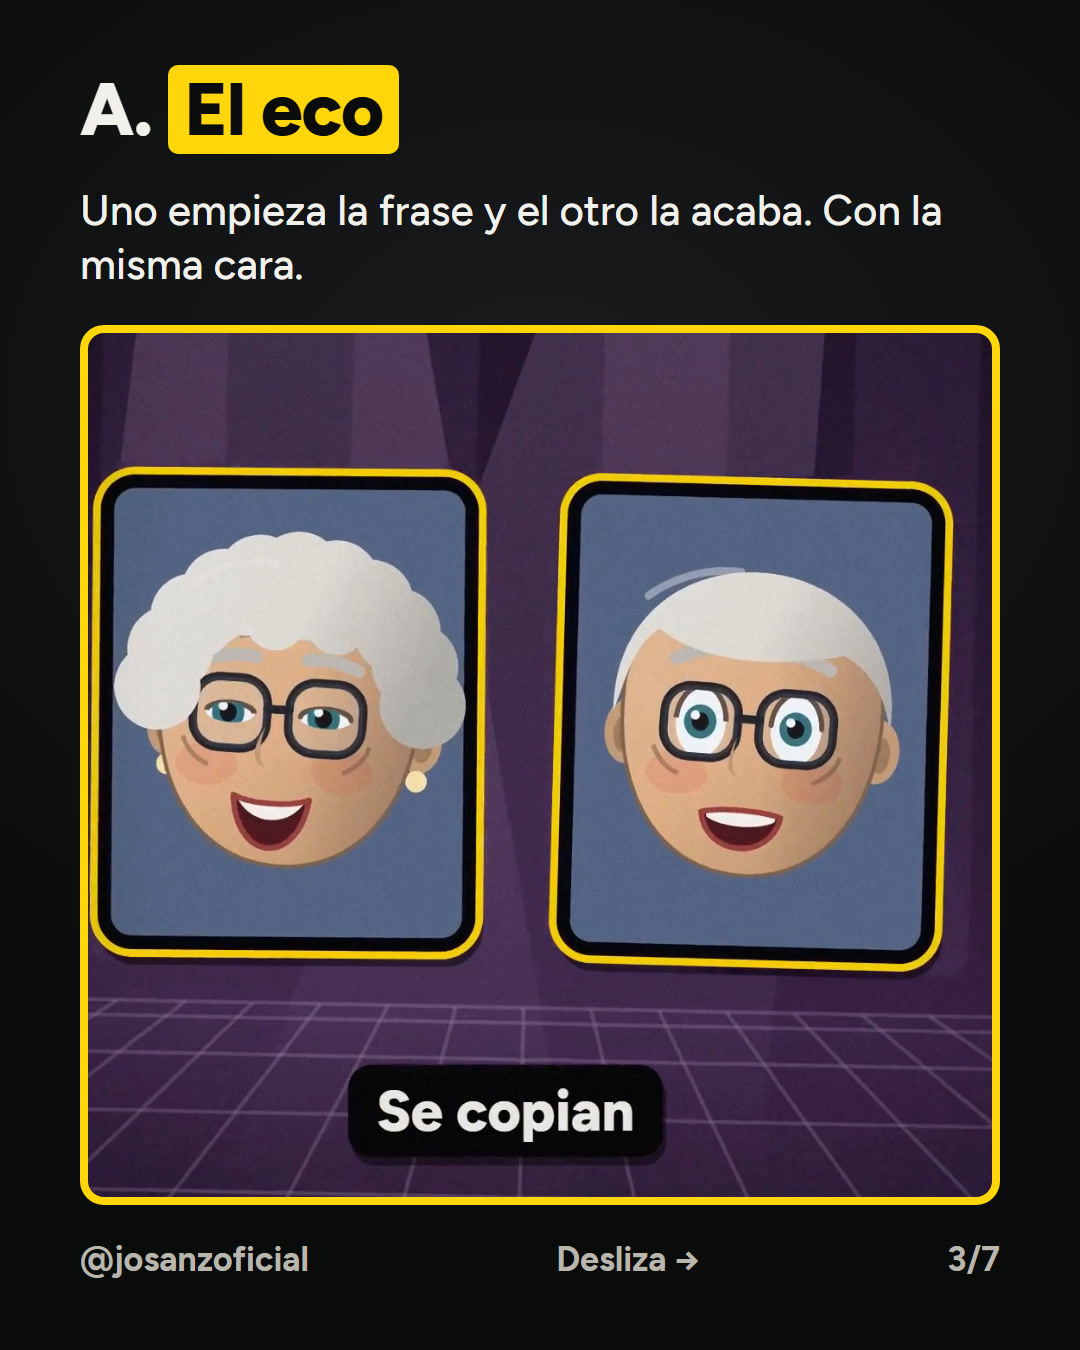 A. El eco
Uno empieza la frase y el otro la acaba. Con la
misma cara.
Se copian
@josanzoficial
Desliza →
3/7